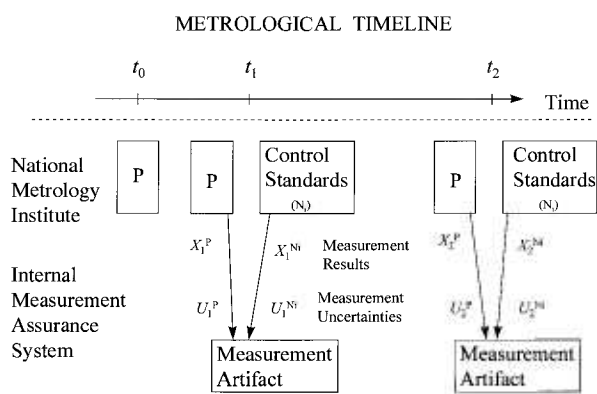 METROLOGICAL TIMELINE
t0 t1 t2
Time
National
Metrology
Institute
P
P
Control
Standards
(Ni)
P
Control
Standards
(Ni)
X1P
X1Ni
Measurement
Results
X2P
X2Ni
Internal
Measurement
Assurance
System
U1P
U1Ni
Measurement
Uncertainties
U2P
U2Ni
Measurement
Artifact
Measurement
Artifact